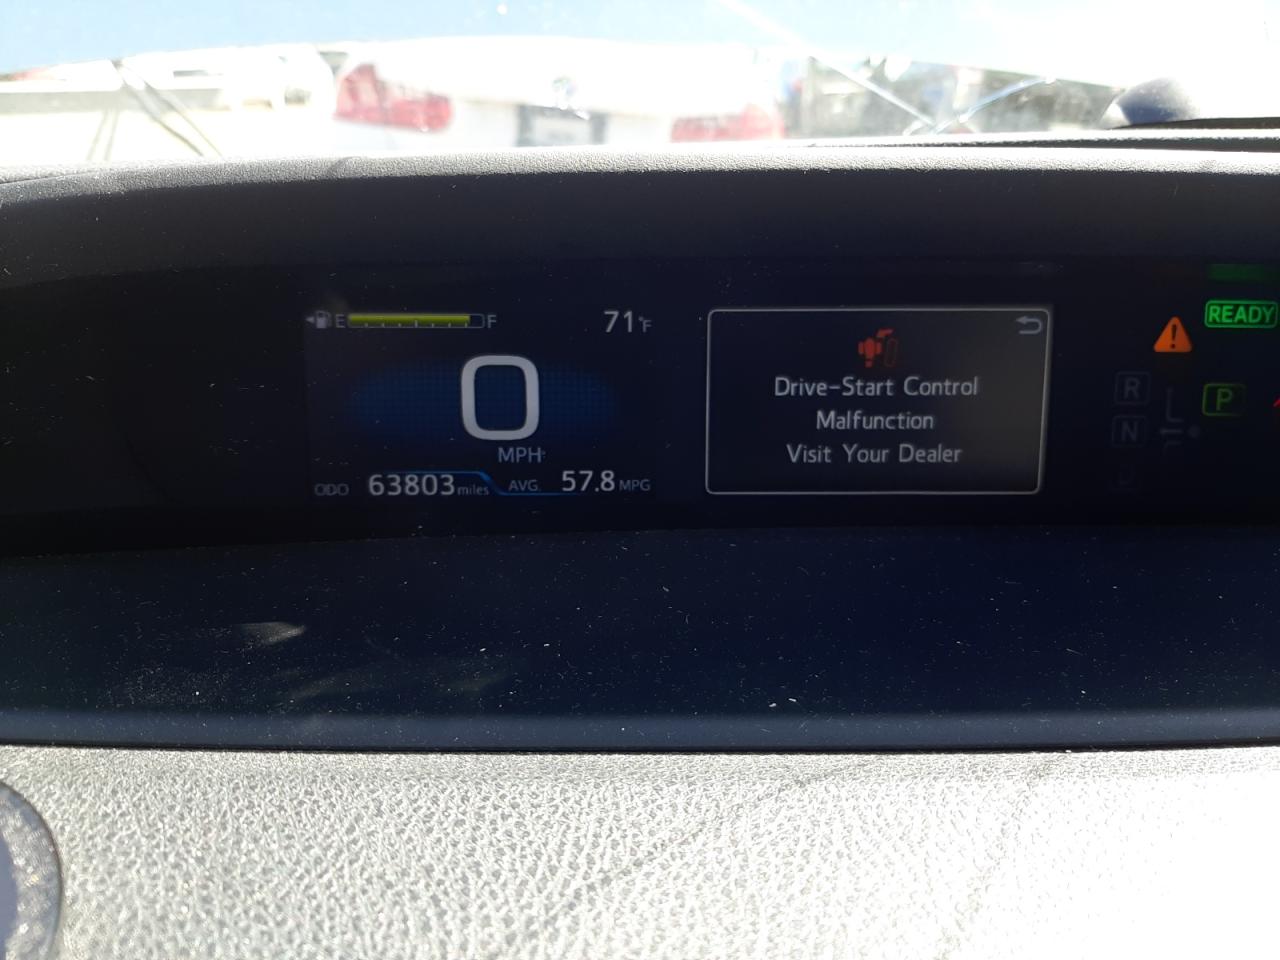 E F
71°F
0
MPH
ODO 63803 miles AVG. 57.8 MPG
Drive-Start Control
Malfunction
Visit Your Dealer
READY
R
P
N
D